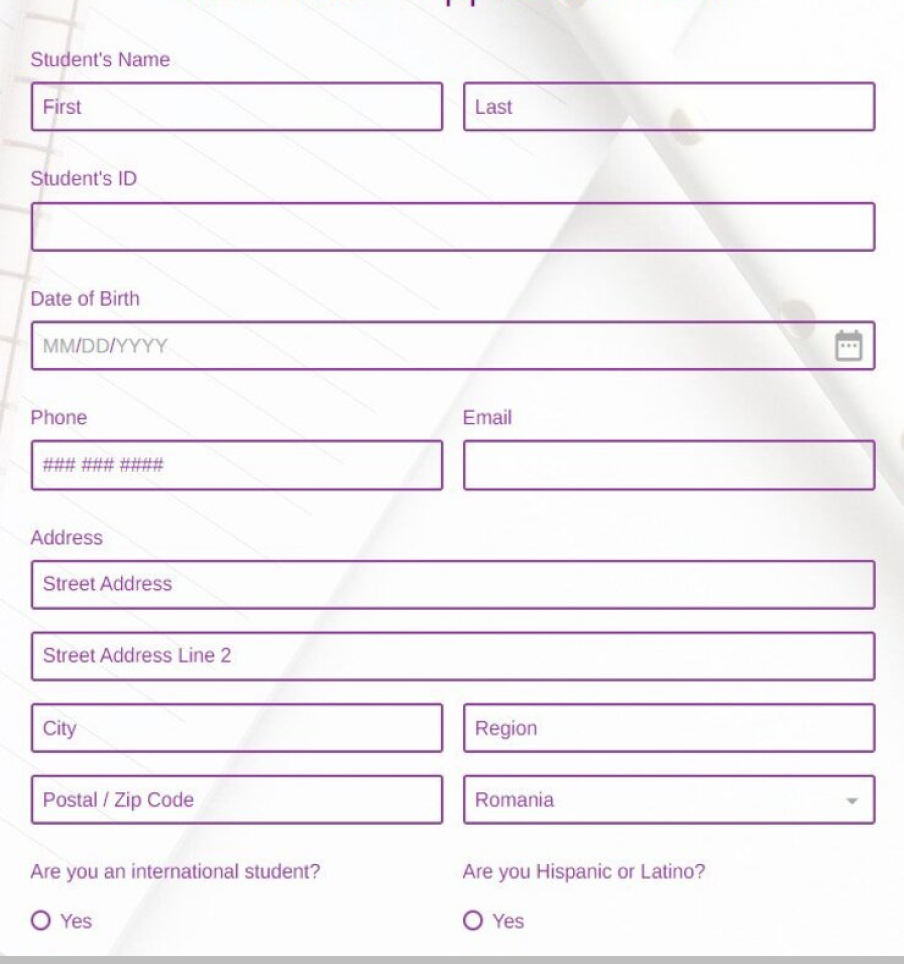 Student's Name
First Last
Student's ID
Date of Birth
MM/DD/YYYY
Phone Email
### ### ####
Address
Street Address
Street Address Line 2
City Region
Postal / Zip Code Romania
Are you an international student? Are you Hispanic or Latino?
Yes Yes